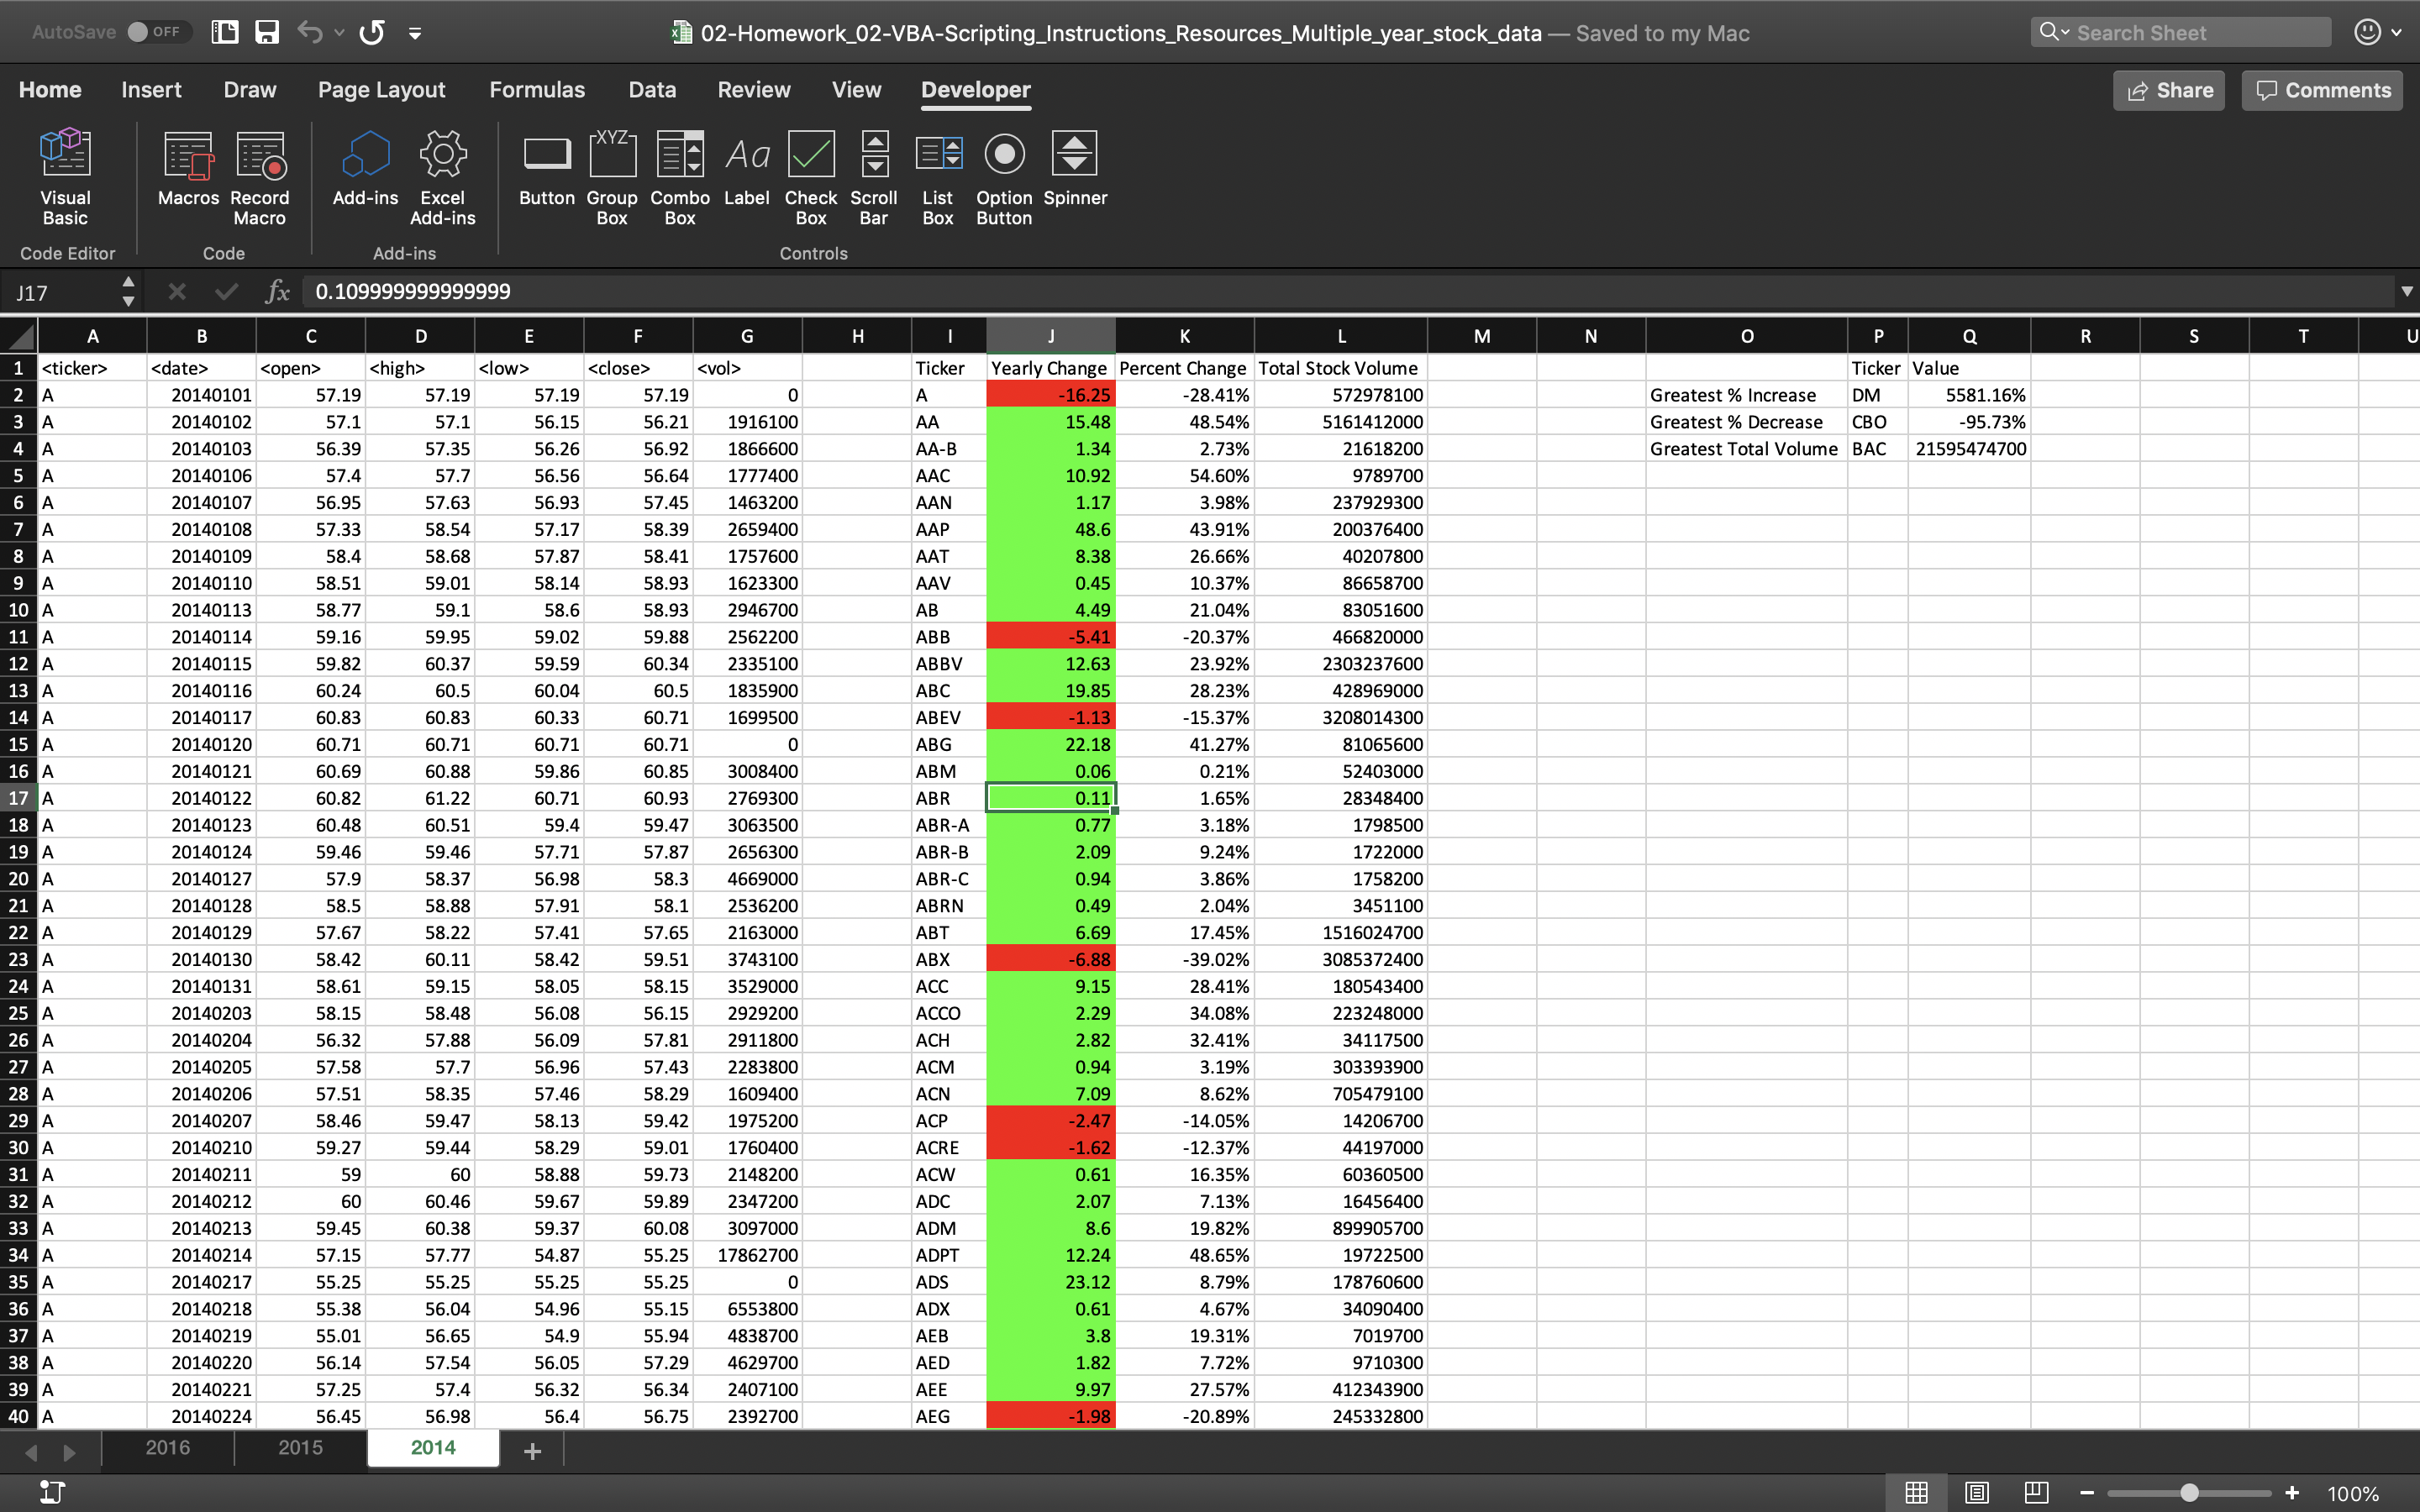 AutoSave OFF 02-Homework_02-VBA-Scripting_Instructions_Resources_Multiple_year_stock_data — Saved to my Mac Search Sheet
Home Insert Draw Page Layout Formulas Data Review View Developer Share Comments
XYZ Aa
Visual Basic Macros Record Macro Add-ins Excel Add-ins Button Group Box Combo Box Label Check Box Scroll Bar List Box Option Button Spinner
Code Editor Code Add-ins Controls
J17 fx 0.109999999999999
A B C D E F G H I J K L M N O P Q R S T U
1 <ticker> <date> <open> <high> <low> <close> <vol> Ticker Yearly Change Percent Change Total Stock Volume Ticker Value
2 A 20140101 57.19 57.19 57.19 57.19 0 A -16.25 -28.41% 572978100 Greatest % Increase DM 5581.16%
3 A 20140102 57.1 57.1 56.15 56.21 1916100 AA 15.48 48.54% 5161412000 Greatest % Decrease CBO -95.73%
4 A 20140103 56.39 57.35 56.26 56.92 1866600 AA-B 1.34 2.73% 21618200 Greatest Total Volume BAC 21595474700
5 A 20140106 57.4 57.7 56.56 56.64 1777400 AAC 10.92 54.60% 9789700
6 A 20140107 56.95 57.63 56.93 57.45 1463200 AAN 1.17 3.98% 237929300
7 A 20140108 57.33 58.54 57.17 58.39 2659400 AAP 48.6 43.91% 200376400
8 A 20140109 58.4 58.68 57.87 58.41 1757600 AAT 8.38 26.66% 40207800
9 A 20140110 58.51 59.01 58.14 58.93 1623300 AAV 0.45 10.37% 86658700
10 A 20140113 58.77 59.1 58.6 58.93 2946700 AB 4.49 21.04% 83051600
11 A 20140114 59.16 59.95 59.02 59.88 2562200 ABB -5.41 -20.37% 466820000
12 A 20140115 59.82 60.37 59.59 60.34 2335100 ABBV 12.63 23.92% 2303237600
13 A 20140116 60.24 60.5 60.04 60.5 1835900 ABC 19.85 28.23% 428969000
14 A 20140117 60.83 60.83 60.33 60.71 1699500 ABEV -1.13 -15.37% 3208014300
15 A 20140120 60.71 60.71 60.71 60.71 0 ABG 22.18 41.27% 81065600
16 A 20140121 60.69 60.88 59.86 60.85 3008400 ABM 0.06 0.21% 52403000
17 A 20140122 60.82 61.22 60.71 60.93 2769300 ABR 0.11 1.65% 28348400
18 A 20140123 60.48 60.51 59.4 59.47 3063500 ABR-A 0.77 3.18% 1798500
19 A 20140124 59.46 59.46 57.71 57.87 2656300 ABR-B 2.09 9.24% 1722000
20 A 20140127 57.9 58.37 56.98 58.3 4669000 ABR-C 0.94 3.86% 1758200
21 A 20140128 58.5 58.88 57.91 58.1 2536200 ABRN 0.49 2.04% 3451100
22 A 20140129 57.67 58.22 57.41 57.65 2163000 ABT 6.69 17.45% 1516024700
23 A 20140130 58.42 60.11 58.42 59.51 3743100 ABX -6.88 -39.02% 3085372400
24 A 20140131 58.61 59.15 58.05 58.15 3529000 ACC 9.15 28.41% 180543400
25 A 20140203 58.15 58.48 56.08 56.15 2929200 ACCO 2.29 34.08% 223248000
26 A 20140204 56.32 57.88 56.09 57.81 2911800 ACH 2.82 32.41% 34117500
27 A 20140205 57.58 57.7 56.96 57.43 2283800 ACM 0.94 3.19% 303393900
28 A 20140206 57.51 58.35 57.46 58.29 1609400 ACN 7.09 8.62% 705479100
29 A 20140207 58.46 59.47 58.13 59.42 1975200 ACP -2.47 -14.05% 14206700
30 A 20140210 59.27 59.44 58.29 59.01 1760400 ACRE -1.62 -12.37% 44197000
31 A 20140211 59 60 58.88 59.73 2148200 ACW 0.61 16.35% 60360500
32 A 20140212 60 60.46 59.67 59.89 2347200 ADC 2.07 7.13% 16456400
33 A 20140213 59.45 60.38 59.37 60.08 3097000 ADM 8.6 19.82% 899905700
34 A 20140214 57.15 57.77 54.87 55.25 17862700 ADPT 12.24 48.65% 19722500
35 A 20140217 55.25 55.25 55.25 55.25 0 ADS 23.12 8.79% 178760600
36 A 20140218 55.38 56.04 54.96 55.15 6553800 ADX 0.61 4.67% 34090400
37 A 20140219 55.01 56.65 54.9 55.94 4838700 AEB 3.8 19.31% 7019700
38 A 20140220 56.14 57.54 56.05 57.29 4629700 AED 1.82 7.72% 9710300
39 A 20140221 57.25 57.4 56.32 56.34 2407100 AEE 9.97 27.57% 412343900
40 A 20140224 56.45 56.98 56.4 56.75 2392700 AEG -1.98 -20.89% 245332800
2016 2015 2014 +
100%